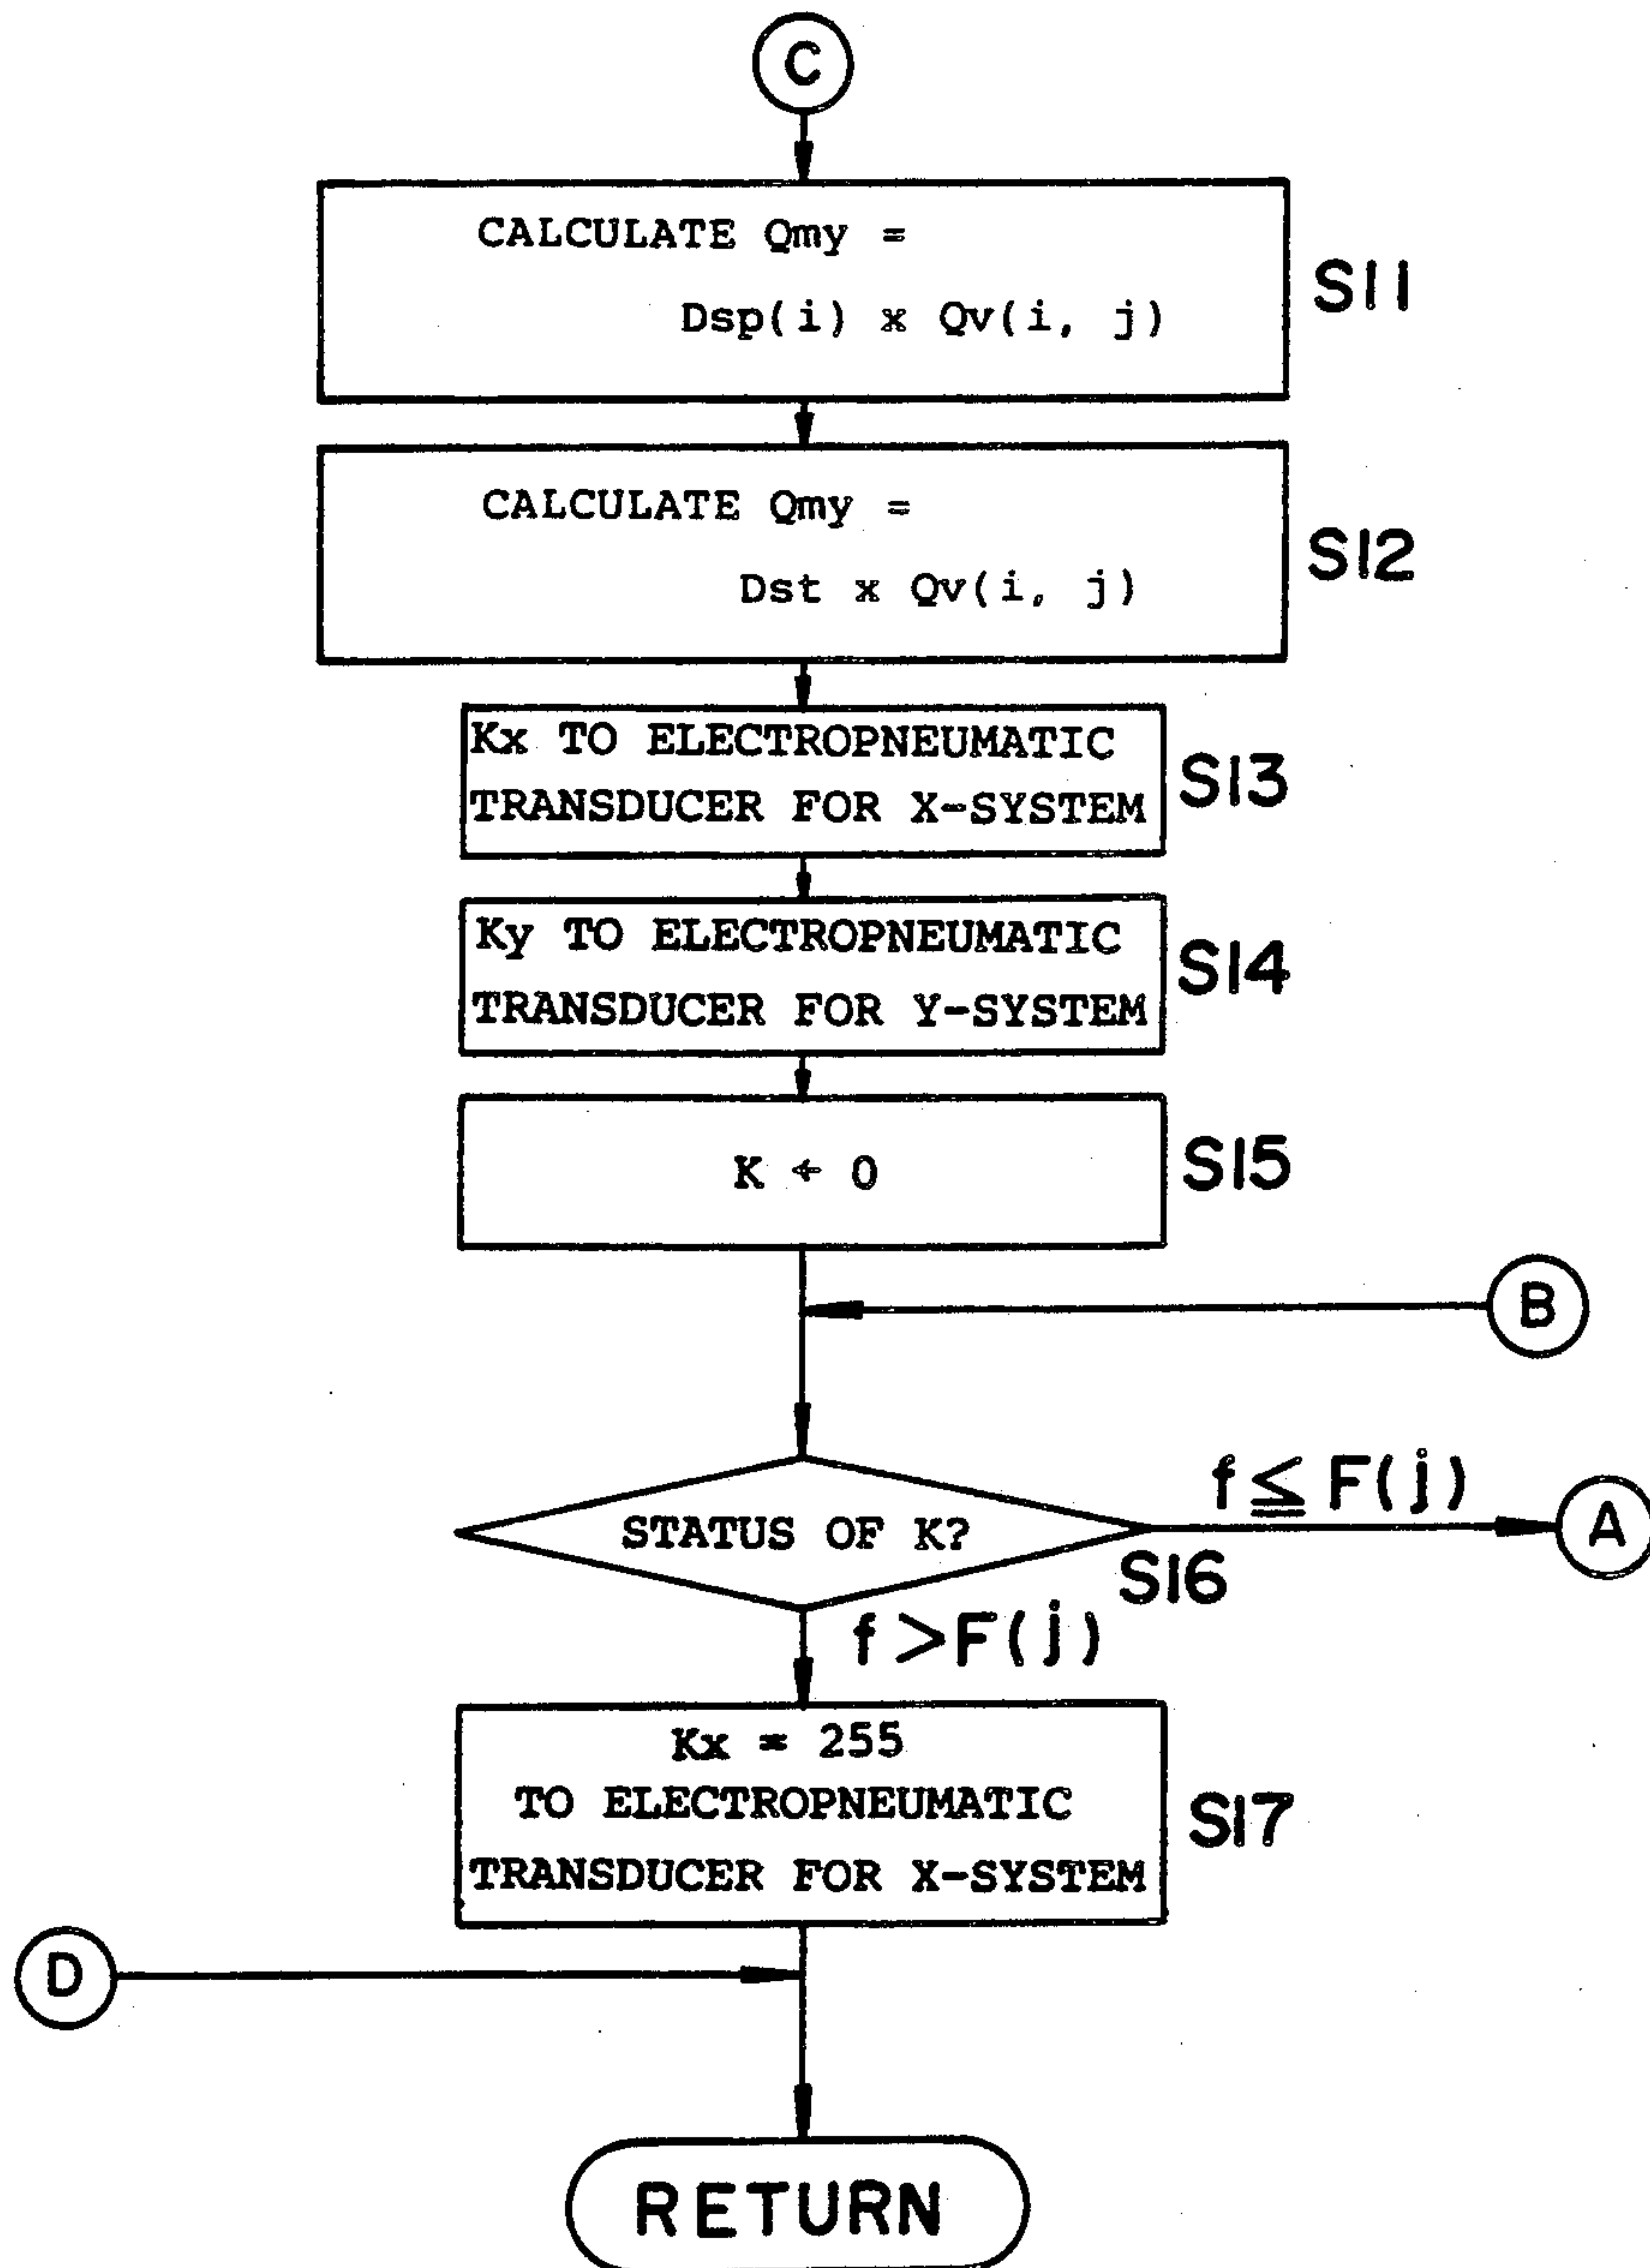 C
CALCULATE Qmy =
Dsp(i) x Qv(i, j)
S11
CALCULATE Qmy =
Dst x Qv(i, j)
S12
Kx TO ELECTROPNEUMATIC
TRANSDUCER FOR X-SYSTEM
S13
Ky TO ELECTROPNEUMATIC
TRANSDUCER FOR Y-SYSTEM
S14
K ← 0
S15
B
STATUS OF K?
S16
f ≦ F(j)
A
f > F(j)
Kx = 255
TO ELECTROPNEUMATIC
TRANSDUCER FOR X-SYSTEM
S17
D
RETURN